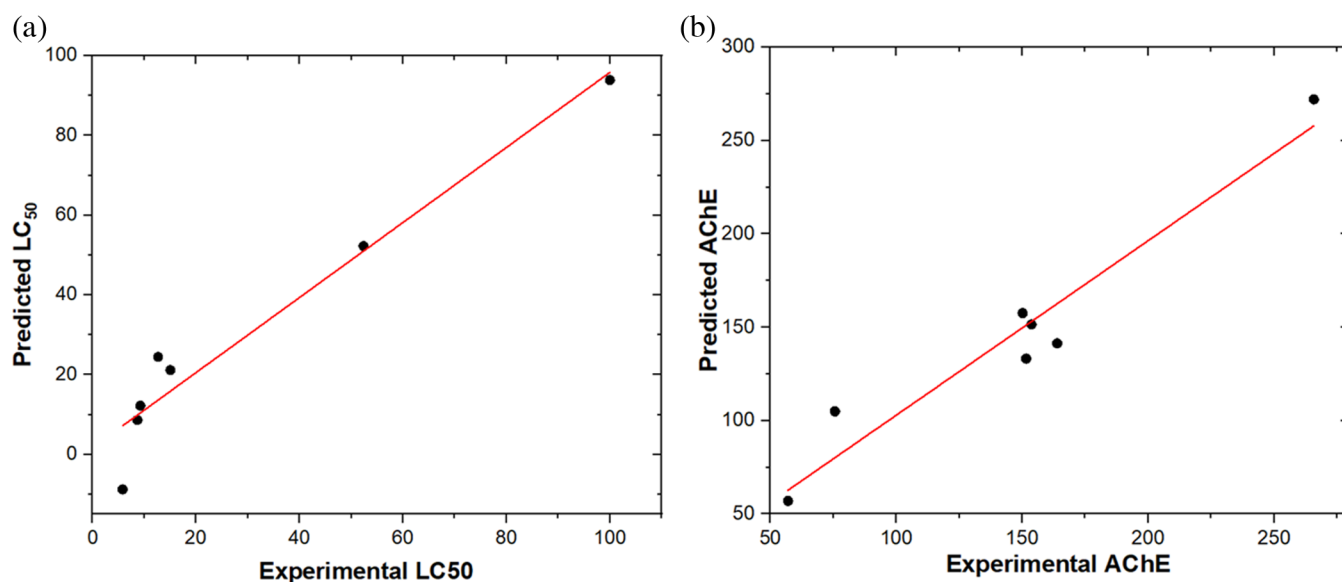 (a)
100
80
60
40
20
0
Predicted LC₅₀
0 20 40 60 80 100
Experimental LC50
(b)
300
250
200
150
100
50
Predicted AChE
50 100 150 200 250
Experimental AChE